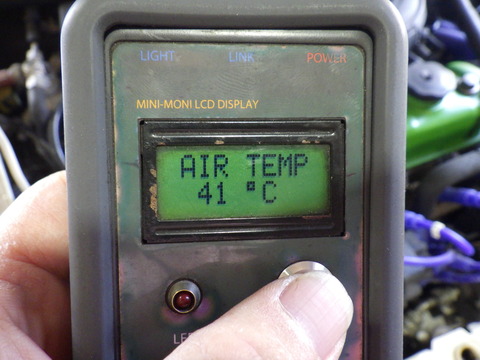 LIGHT LINK POWER
MINI-MONI LCD DISPLAY
AIR TEMP
41 °C